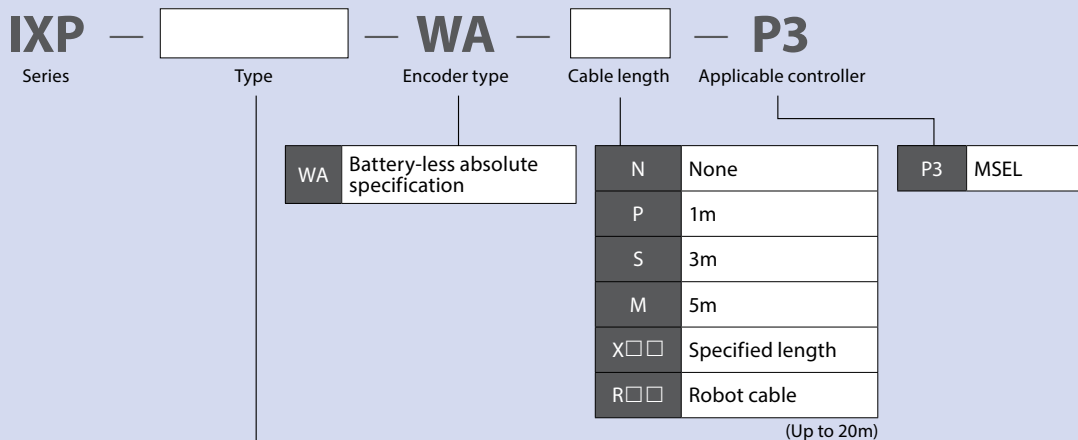 IXP — — WA — — P3
Series Type Encoder type Cable length Applicable controller
WA Battery-less absolute
specification
N None
P 1m
S 3m
M 5m
X□□ Specified length
R□□ Robot cable
(Up to 20m)
P3 MSEL